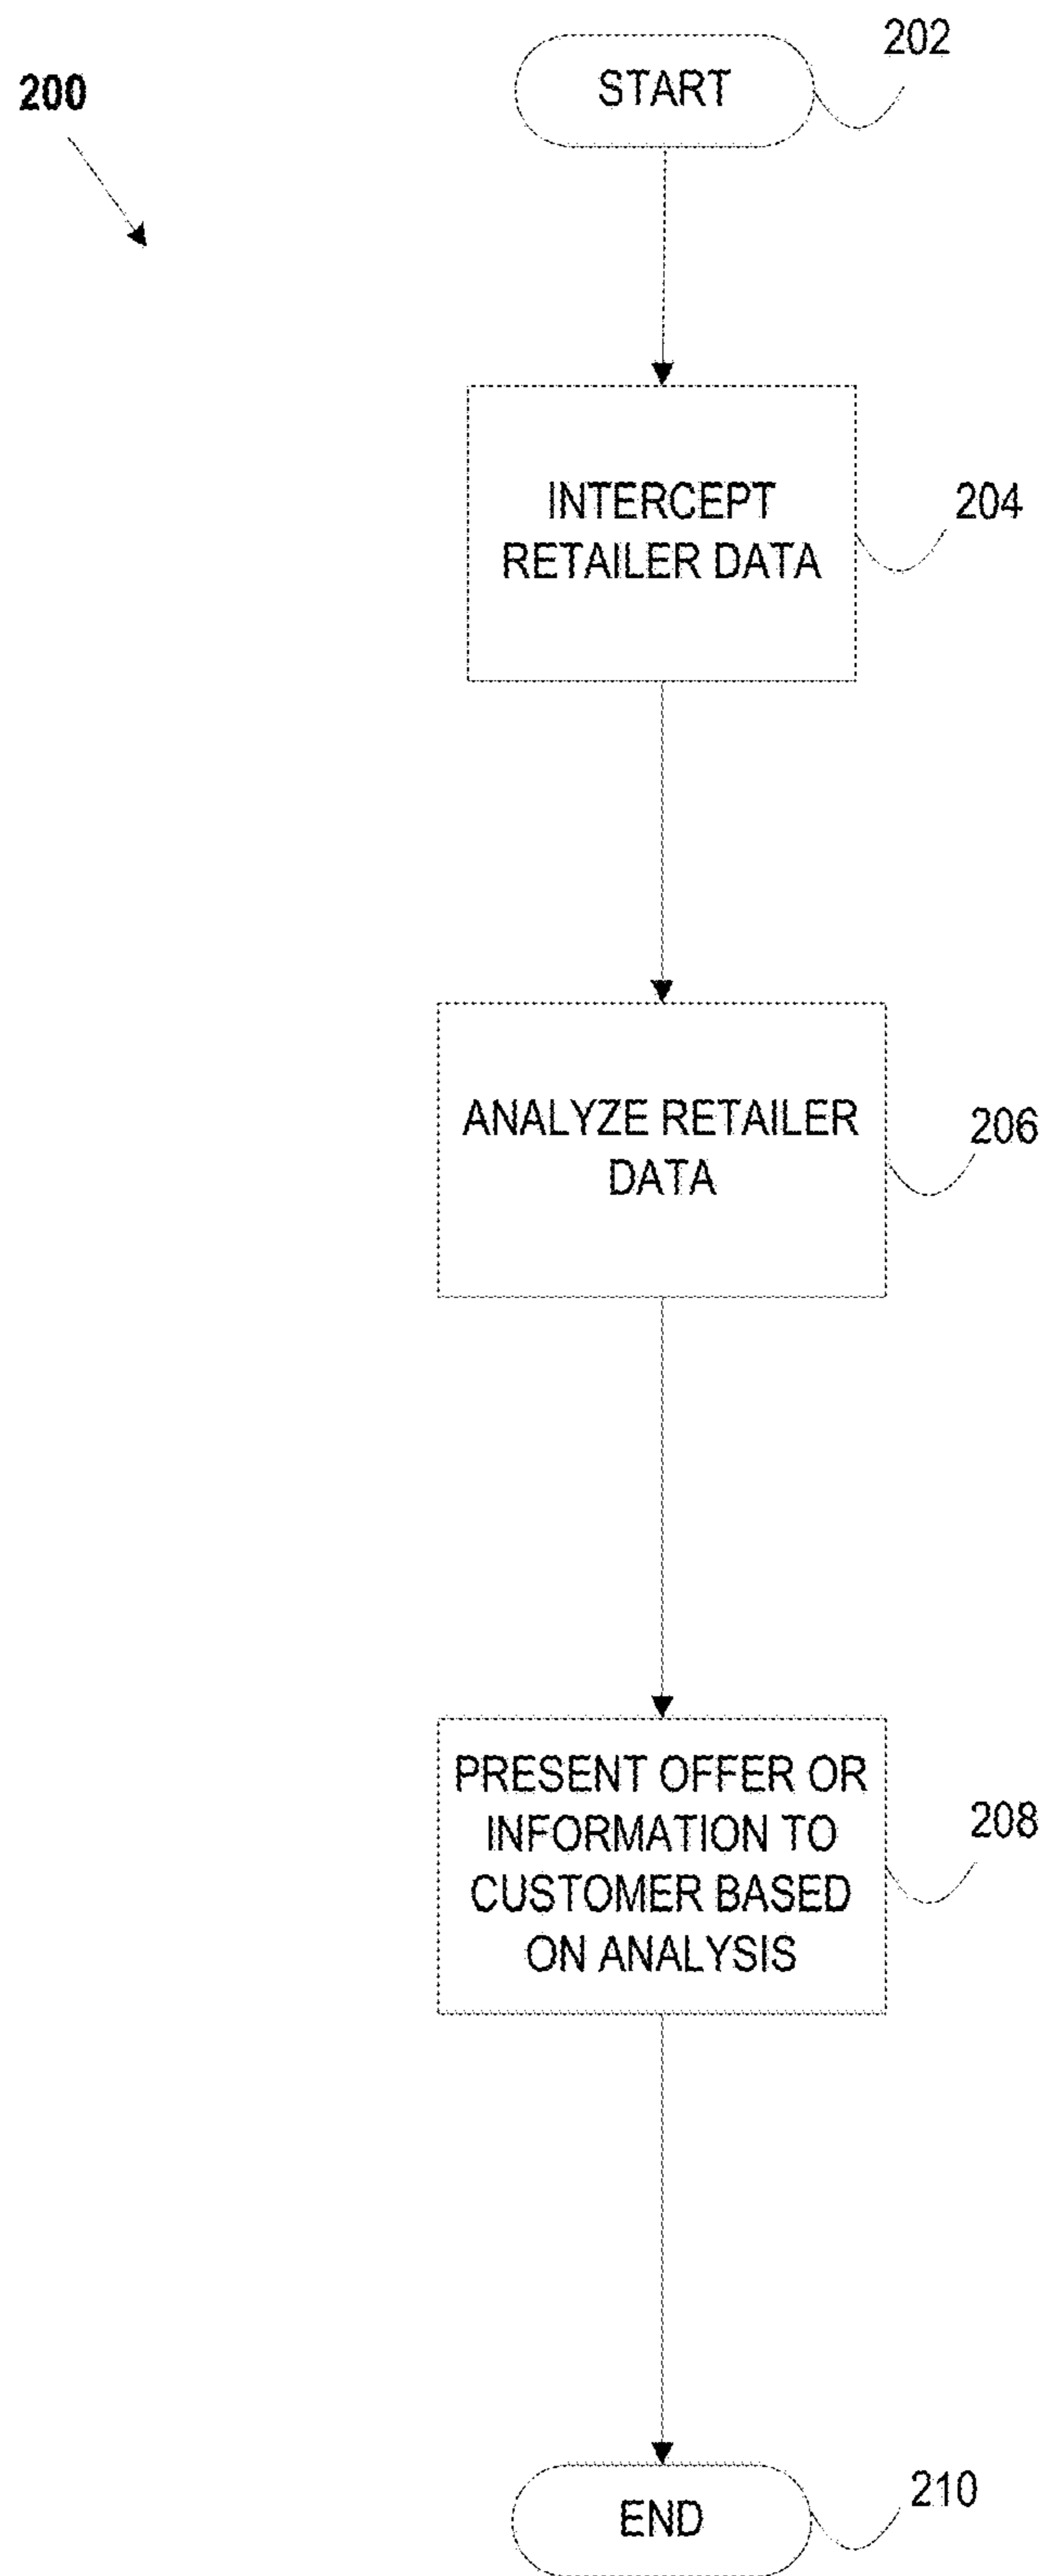 202
START
200
INTERCEPT
RETAILER DATA
204
ANALYZE RETAILER
DATA
206
PRESENT OFFER OR
INFORMATION TO
CUSTOMER BASED
ON ANALYSIS
208
END
210